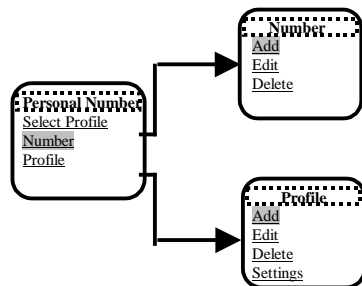 Personal Number
Select Profile
Number
Profile
Number
Add
Edit
Delete
Profile
Add
Edit
Delete
Settings